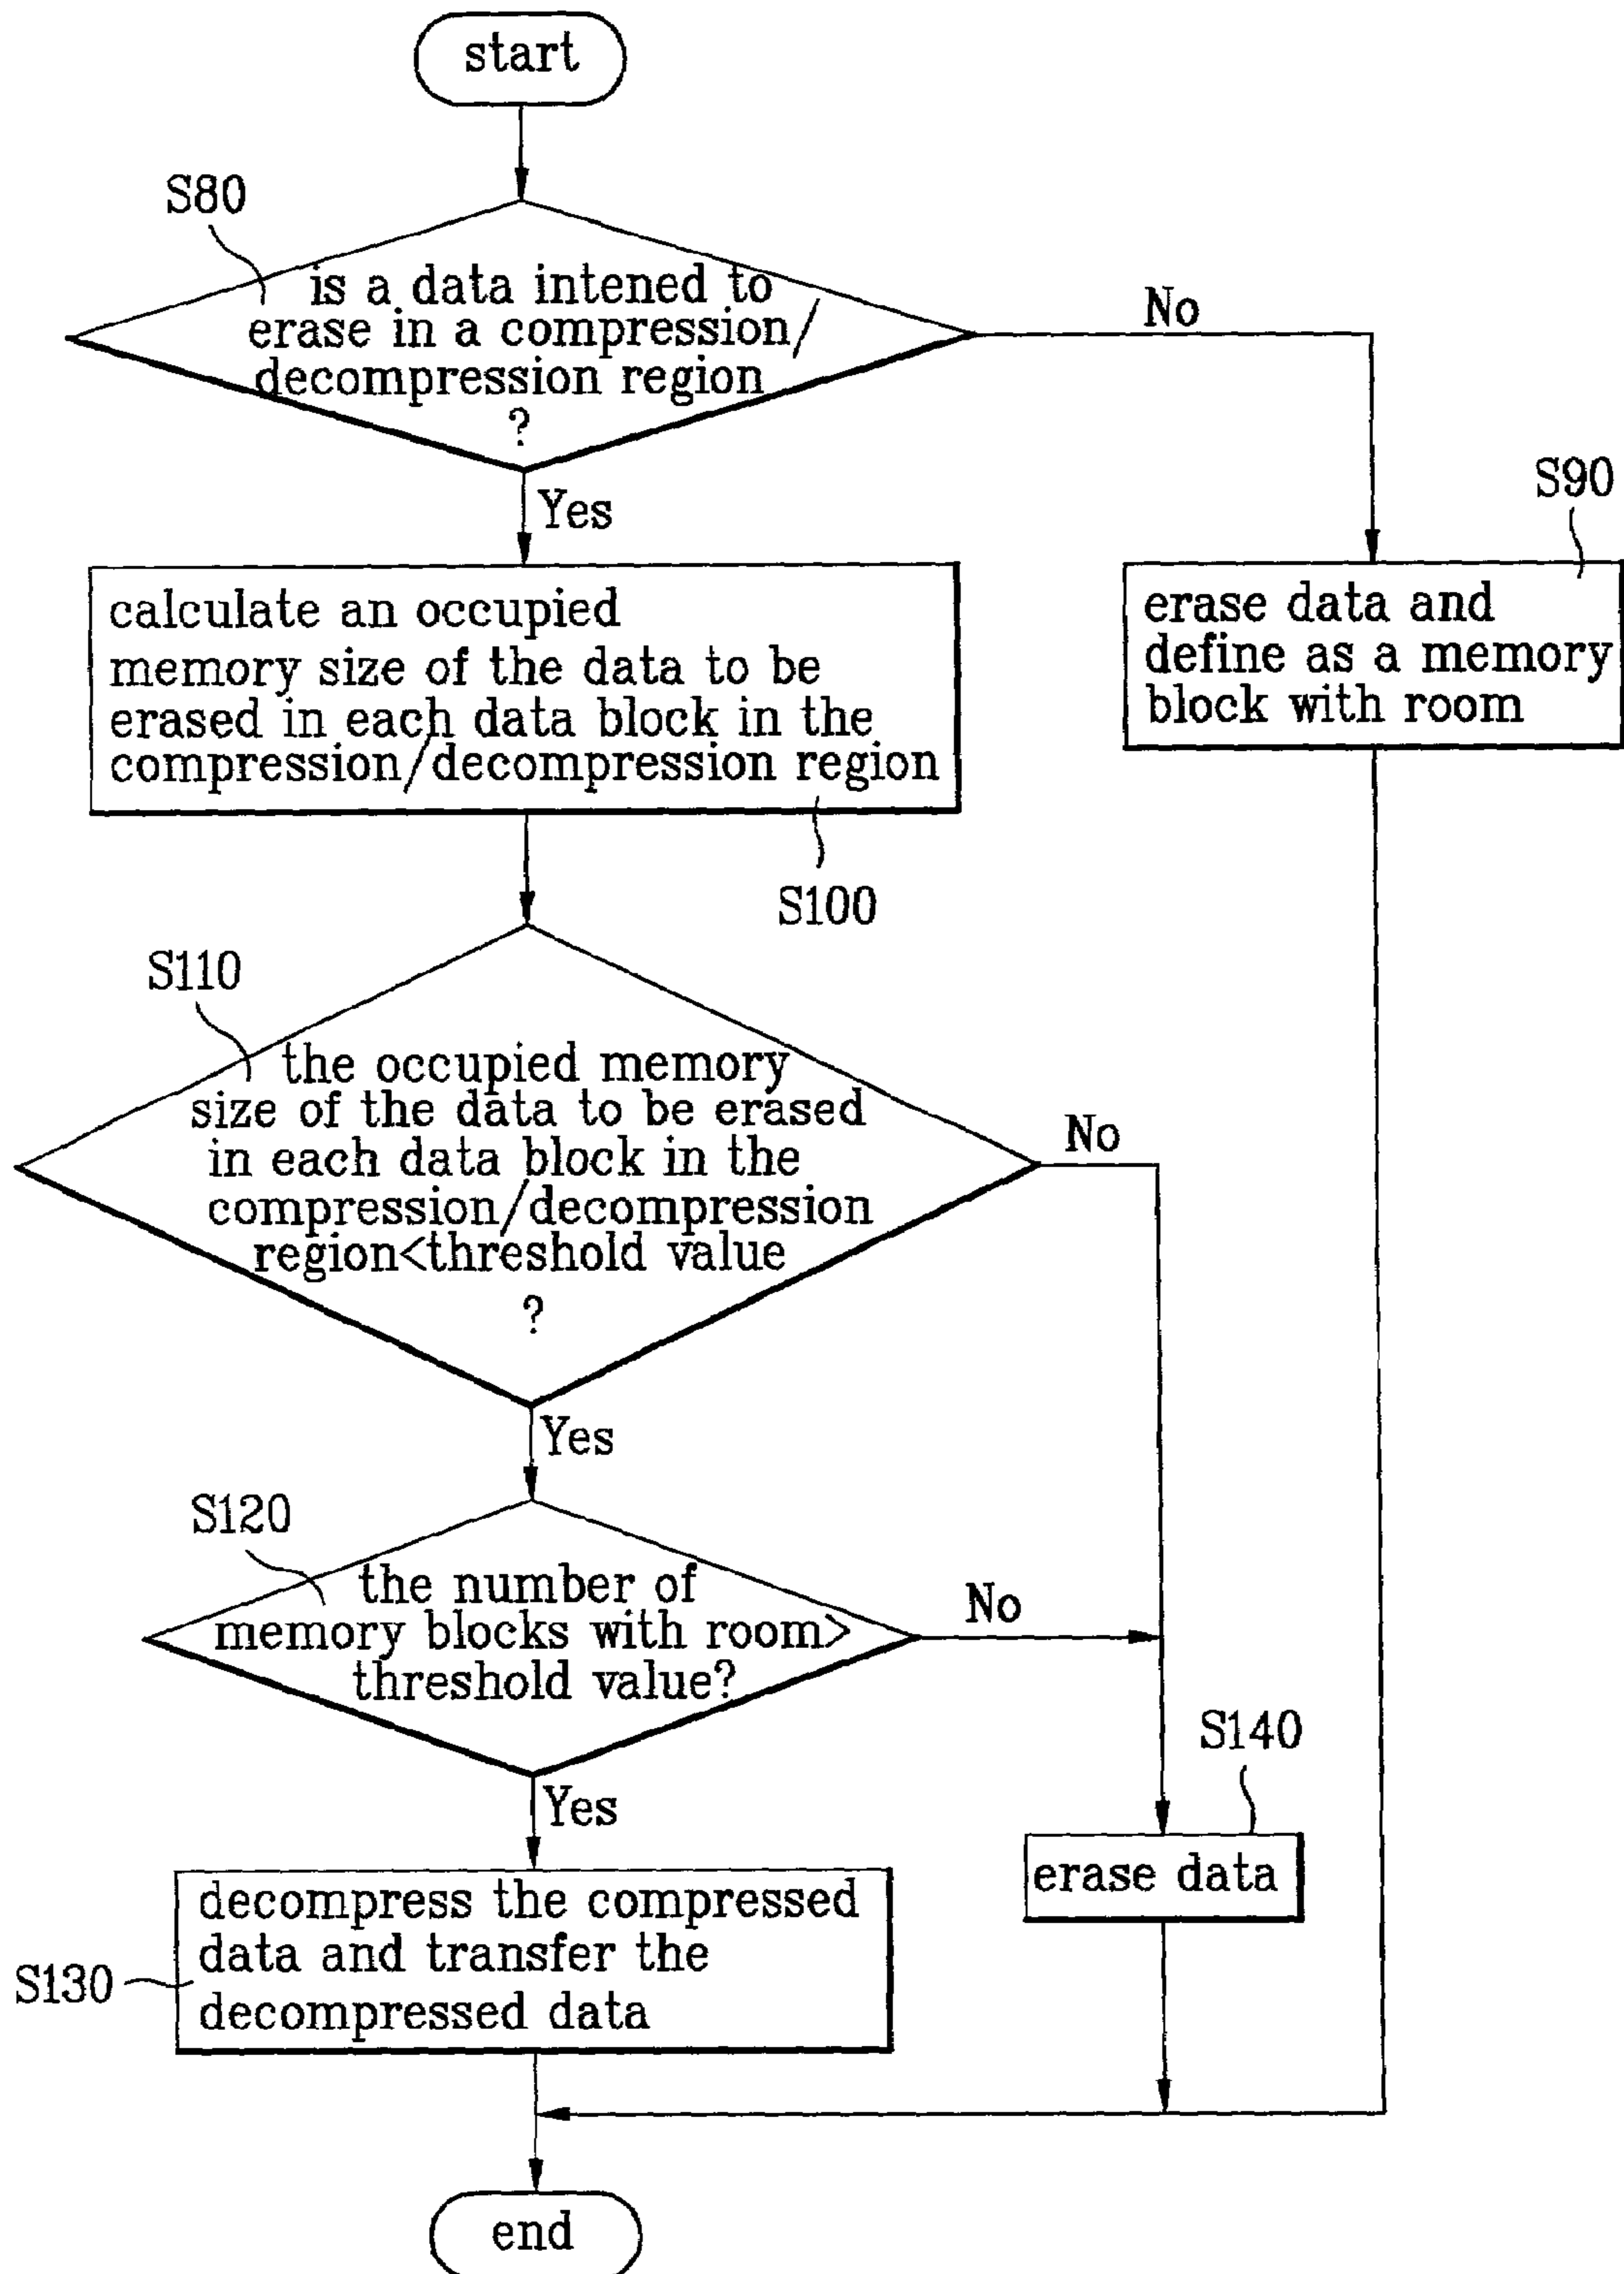 start
S80
is a data intened to
erase in a compression/
decompression region
?
No
Yes
S90
erase data and
define as a memory
block with room
calculate an occupied
memory size of the data to be
erased in each data block in the
compression/decompression region
S100
S110
the occupied memory
size of the data to be erased
in each data block in the
compression/decompression
region<threshold value
?
No
Yes
S120
the number of
memory blocks with room>
threshold value?
No
Yes
S140
erase data
S130
decompress the compressed
data and transfer the
decompressed data
end